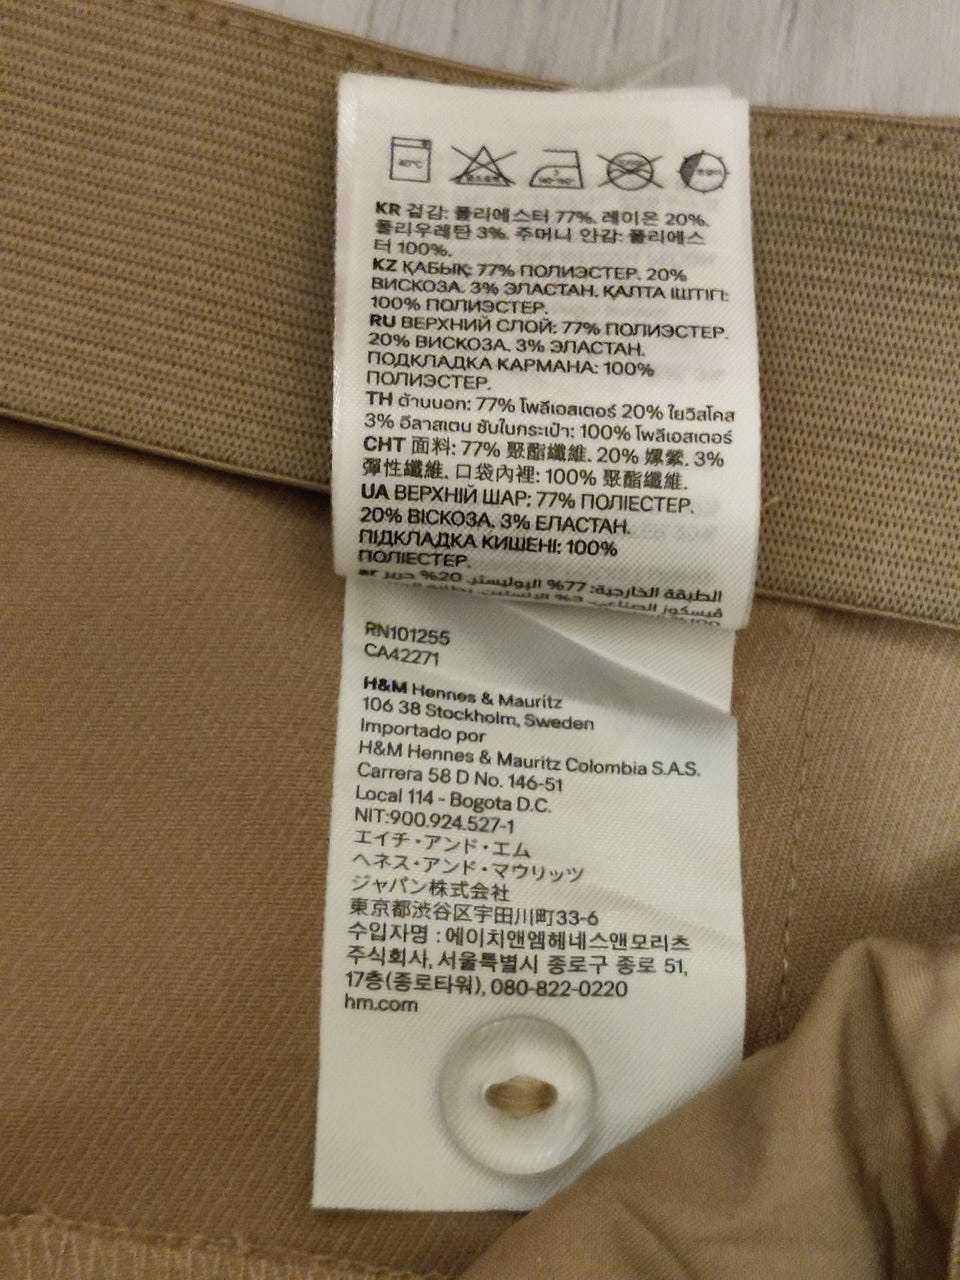 40°C
KR 겉감: 폴리에스터 77%. 레이온 20%.
폴리우레탄 3%. 주머니 안감: 폴리에스
터 100%.
KZ ҚАБЫҚ: 77% ПОЛИЭСТЕР. 20%
ВИСКОЗА. 3% ЭЛАСТАН. ҚАЛТА ІШТІГІ:
100% ПОЛИЭСТЕР.
RU ВЕРХНИЙ СЛОЙ: 77% ПОЛИЭСТЕР.
20% ВИСКОЗА. 3% ЭЛАСТАН.
ПОДКЛАДКА КАРМАНА: 100%
ПОЛИЭСТЕР.
TH ด้านนอก: 77% โพลีเอสเตอร์ 20% ใยวิสโคส
3% อีลาสเตน ซับในกระเป๋า: 100% โพลีเอสเตอร์
CHT 面料: 77% 聚酯纖維. 20% 嫘縈. 3%
彈性纖維. 口袋內裡: 100% 聚酯纖維.
UA ВЕРХНІЙ ШАР: 77% ПОЛІЕСТЕР.
20% ВІСКОЗА. 3% ЕЛАСТАН.
ПІДКЛАДКА КИШЕНІ: 100%
ПОЛІЕСТЕР.
الطبقة الخارجية: 77% البوليستر. 20% حرير ar
فيسكوز الصناعي. 3%
RN101255
CA42271
H&M Hennes & Mauritz
106 38 Stockholm, Sweden
Importado por
H&M Hennes & Mauritz Colombia S.A.S.
Carrera 58 D No. 146-51
Local 114 - Bogota D.C.
NIT:900.924.527-1
エイチ・アンド・エム
ヘネス・アンド・マウリッツ
ジャパン株式会社
東京都渋谷区宇田川町33-6
수입자명 : 에이치앤엠헤네스앤모리츠
주식회사, 서울특별시 종로구 종로 51,
17층(종로타워), 080-822-0220
hm.com